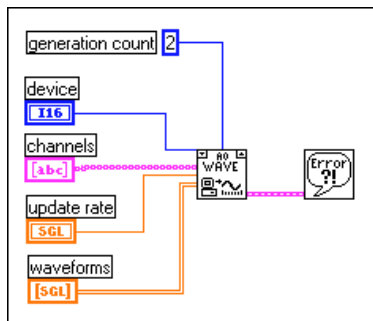 generation count 2
device
I16
AO
channels
WAVE
[abc]
Error
?!
update rate
SGL
waveforms
[SGL]